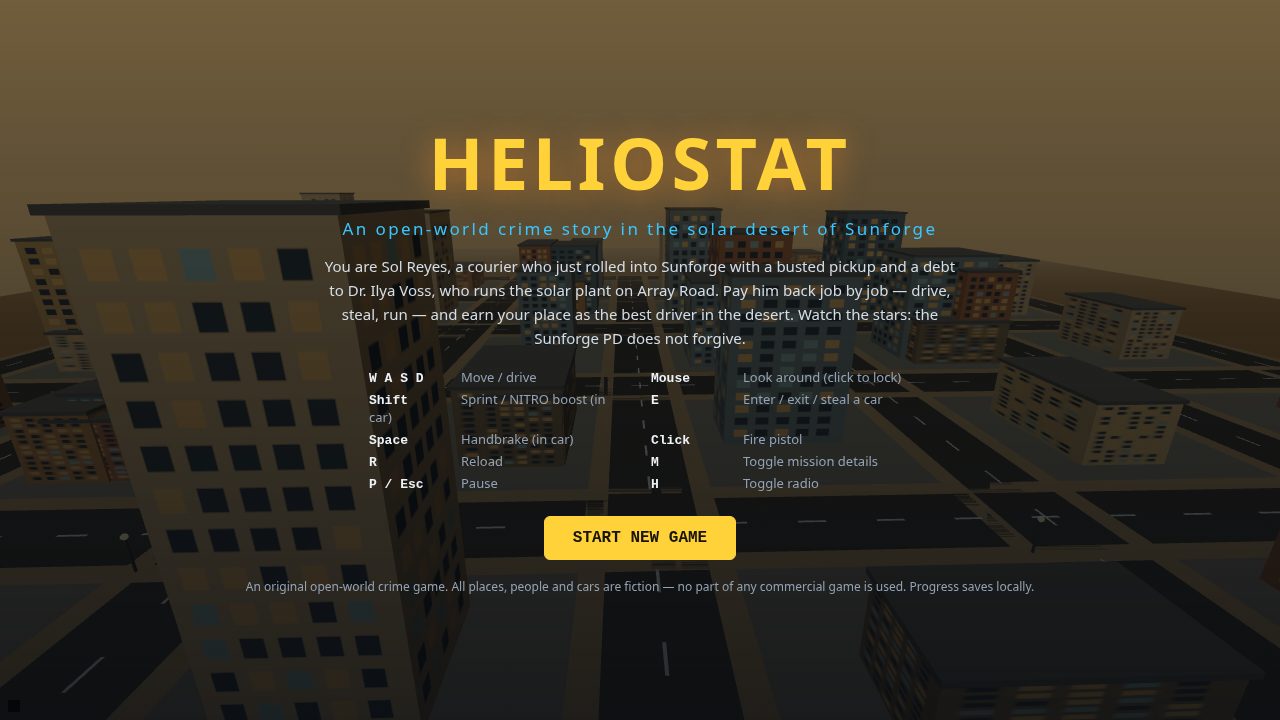 HELIOSTAT
An open-world crime story in the solar desert of Sunforge
You are Sol Reyes, a courier who just rolled into Sunforge with a busted pickup and a debt
to Dr. Ilya Voss, who runs the solar plant on Array Road. Pay him back job by job — drive,
steal, run — and earn your place as the best driver in the desert. Watch the stars: the
Sunforge PD does not forgive.
W A S D Move / drive Mouse Look around (click to lock)
Shift Sprint / NITRO boost (in E Enter / exit / steal a car
car)
Space Handbrake (in car) Click Fire pistol
R Reload M Toggle mission details
P / Esc Pause H Toggle radio
START NEW GAME
An original open-world crime game. All places, people and cars are fiction — no part of any commercial game is used. Progress saves locally.